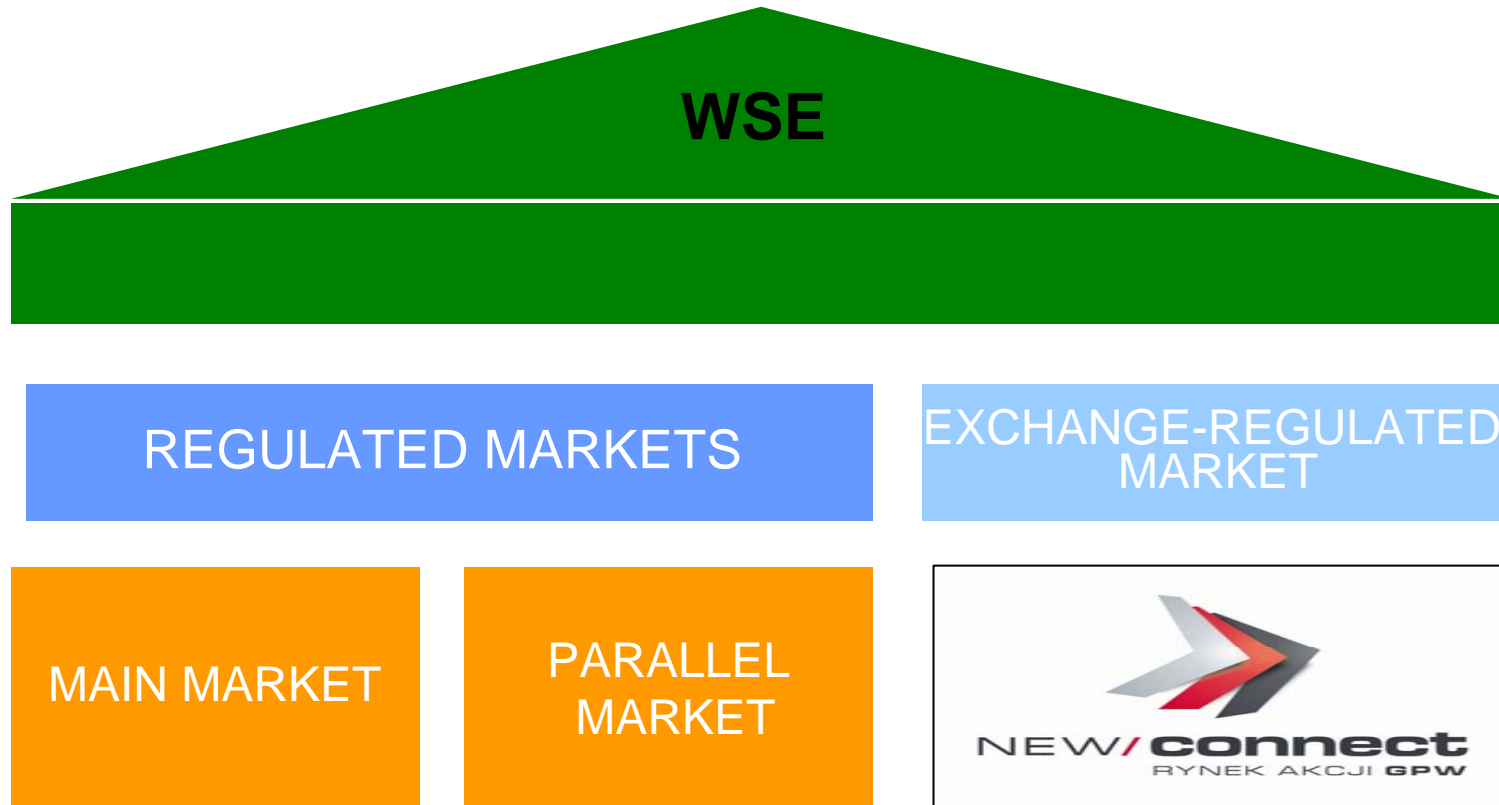 WSE
REGULATED MARKETS
EXCHANGE-REGULATED
MARKET
MAIN MARKET
PARALLEL
MARKET
NEW/connect
RYNEK AKCJI GPW